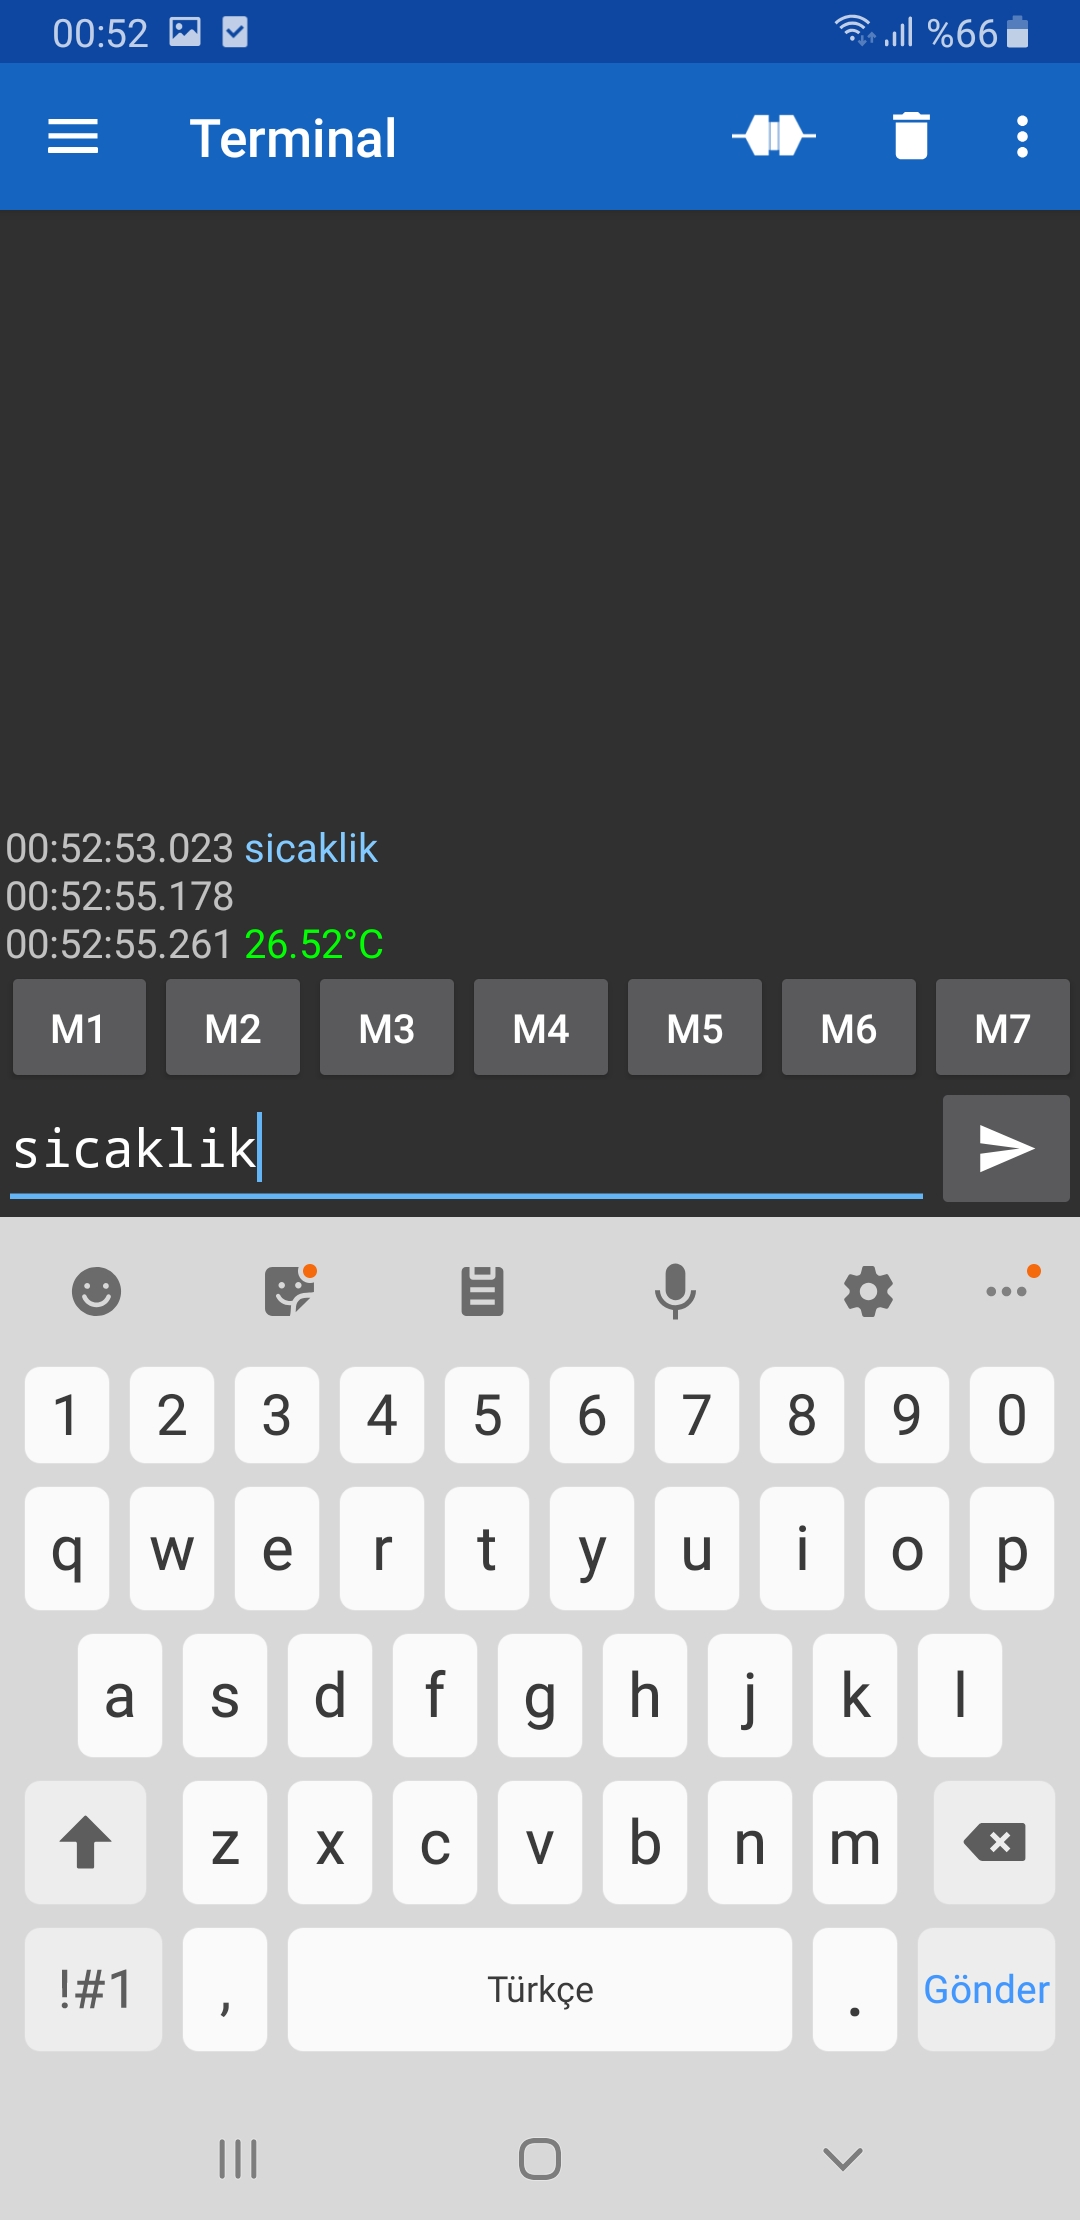 00:52 %66
Terminal
00:52:53.023 sicaklik
00:52:55.178
00:52:55.261 26.52°C
M1 M2 M3 M4 M5 M6 M7
sicaklik
1 2 3 4 5 6 7 8 9 0
q w e r t y u i o p
a s d f g h j k l
z x c v b n m
!#1 , Türkçe . Gönder